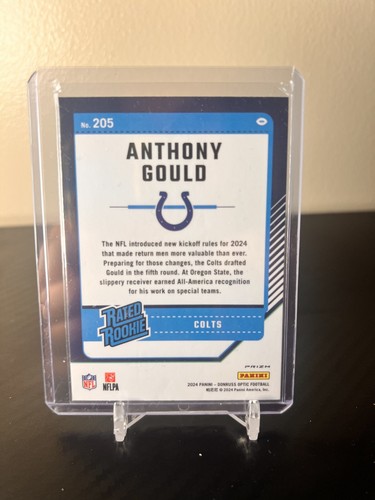 No. 205
ANTHONY
GOULD
The NFL introduced new kickoff rules for 2024
that made return men more valuable than ever.
Preparing for those changes, the Colts drafted
Gould in the fifth round. At Oregon State, the
slippery receiver earned All-America recognition
for his work on special teams.
RATED
ROOKIE
COLTS
PRIZM
NFL
NFLPA
PANINI
2024 PANINI – DONRUSS OPTIC FOOTBALL
© 2024 Panini America, Inc.